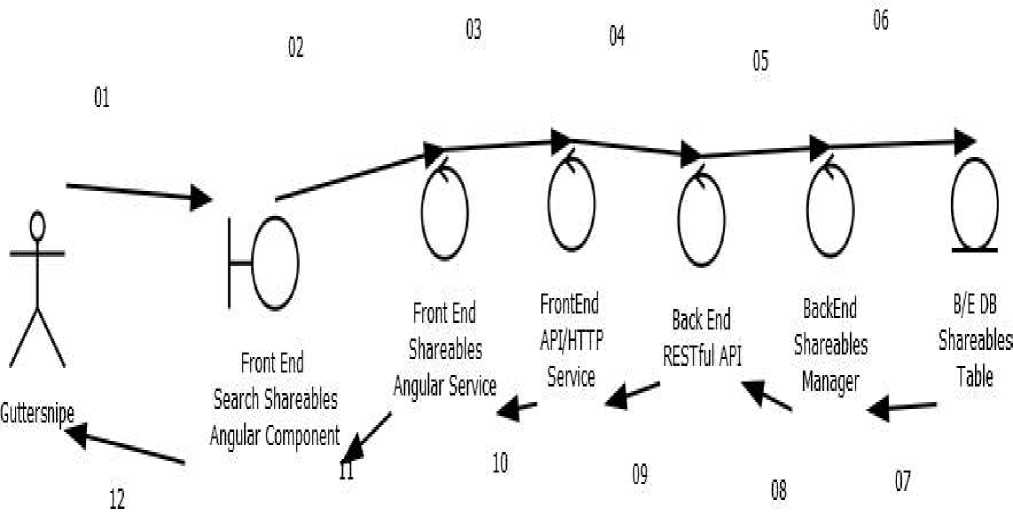 01
02
03
04
05
06
Guttersnipe
Front End
Search Shareables
Angular Component
Front End
Shareables
Angular Service
FrontEnd
API/HTTP
Service
Back End
RESTful API
BackEnd
Shareables
Manager
B/E DB
Shareables
Table
07
08
09
10
11
12